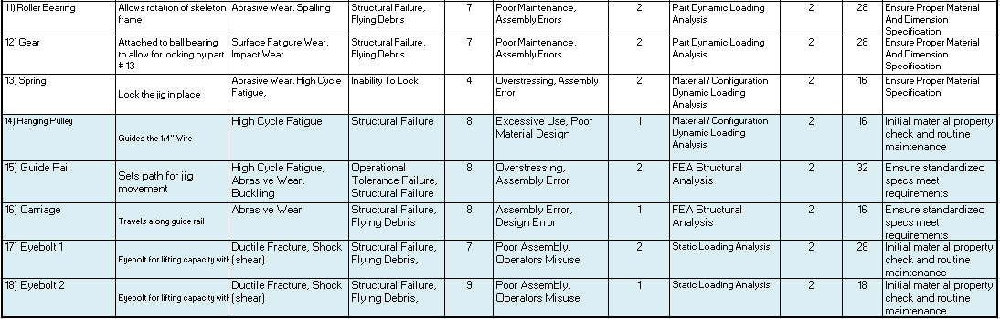 11) Roller Bearing Allows rotation of skeleton Abrasive Wear, Spalling Structural Failure, 7 Poor Maintenance, 2 Part Dynamic Loading 2 28 Ensure Proper Material
frame Flying Debris Assembly Errors Analysis And Dimension
Specification
12) Gear Attached to ball bearing Surface Fatigue Wear, Structural Failure, 7 Poor Maintenance, 2 Part Dynamic Loading 2 28 Ensure Proper Material
to allow for locking by part Impact Wear Flying Debris Assembly Errors Analysis And Dimension
# 13 Specification
13) Spring Abrasive Wear, High Cycle Inability To Lock 4 Overstressing, Assembly 2 Material / Configuration 2 16 Ensure Proper Material
Lock the jig in place Fatigue, Error Dynamic Loading Specification
Analysis
14) Hanging Pulley High Cycle Fatigue Structural Failure 8 Excessive Use, Poor 1 Material / Configuration 2 16 Initial material property
Guides the 1/4" Wire Material Design Dynamic Loading check and routine
Analysis maintenance
15) Guide Rail Sets path for jig High Cycle Fatigue, Operational 8 Overstressing, 2 FEA Structural 2 32 Ensure standardized
movement Abrasive Wear, Tolerance Failure, Assembly Error Analysis specs meet
Buckling Structural Failure requirements
16) Carriage Abrasive Wear Structural Failure, 8 Assembly Error, 1 FEA Structural 2 16 Ensure standardized
Travels along guide rail Flying Debris Design Error Analysis specs meet
requirements
17) Eyebolt 1 Ductile Fracture, Shock Structural Failure, 7 Poor Assembly, 2 Static Loading Analysis 2 28 Initial material property
Eyebolt for lifting capacity with (shear) Flying Debris, Operators Misuse check and routine
maintenance
18) Eyebolt 2 Ductile Fracture, Shock Structural Failure, 9 Poor Assembly, 1 Static Loading Analysis 2 18 Initial material property
Eyebolt for lifting capacity with (shear) Flying Debris, Operators Misuse check and routine
maintenance